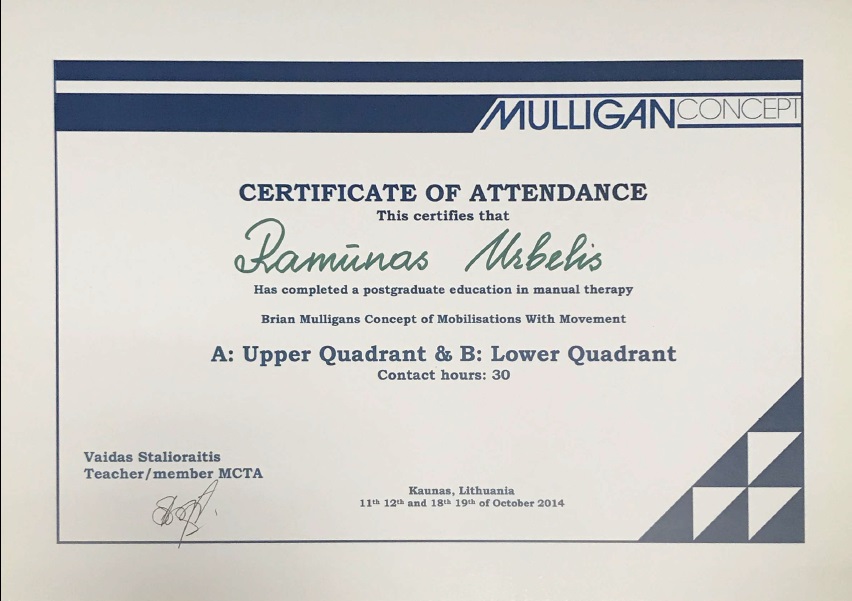 MULLIGAN CONCEPT
CERTIFICATE OF ATTENDANCE
This certifies that
Ramūnas Urbelis
Has completed a postgraduate education in manual therapy
Brian Mulligans Concept of Mobilisations With Movement
A: Upper Quadrant & B: Lower Quadrant
Contact hours: 30
Vaidas Stalioraitis
Teacher/member MCTA
Kaunas, Lithuania
11th 12th and 18th 19th of October 2014